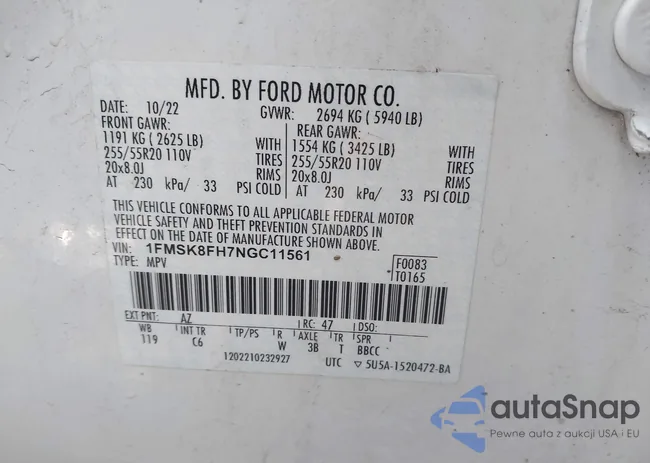 MFD. BY FORD MOTOR CO.
DATE: 10/22 GVWR: 2694 KG ( 5940 LB)
FRONT GAWR: REAR GAWR:
1191 KG ( 2625 LB) WITH 1554 KG ( 3425 LB) WITH
255/55R20 110V TIRES 255/55R20 110V TIRES
20x8.0J RIMS 20x8.0J RIMS
AT 230 kPa/ 33 PSI COLD AT 230 kPa/ 33 PSI COLD
THIS VEHICLE CONFORMS TO ALL APPLICABLE FEDERAL MOTOR
VEHICLE SAFETY AND THEFT PREVENTION STANDARDS IN
EFFECT ON THE DATE OF MANUFACTURE SHOWN ABOVE.
VIN: 1FMSK8FH7NGC11561 F0083
TYPE: MPV T0165
EXT PNT: AZ RC: 47 DSO:
WB INT TR TP/PS R AXLE TR SPR
119 C6 W 3B T BBCC
1202210232927 UTC ▽ 5U5A-1520472-BA
autaSnap
Pewne auta z aukcji USA i EU